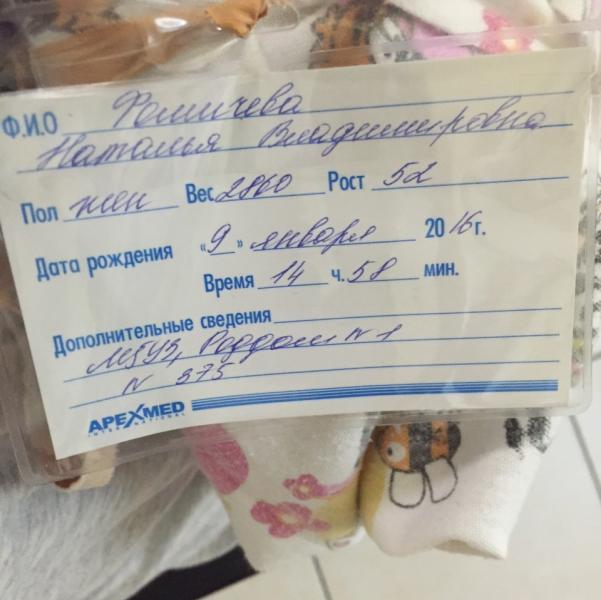 Ф.И.О Фомичева
Наталья Владимировна
Пол жен Вес 2860 Рост 52
Дата рождения «9» января 2016 г.
Время 14 ч. 58 мин.
Дополнительные сведения
МБУЗ, Роддом N 1
N 375
APEXMED
INTERNATIONAL